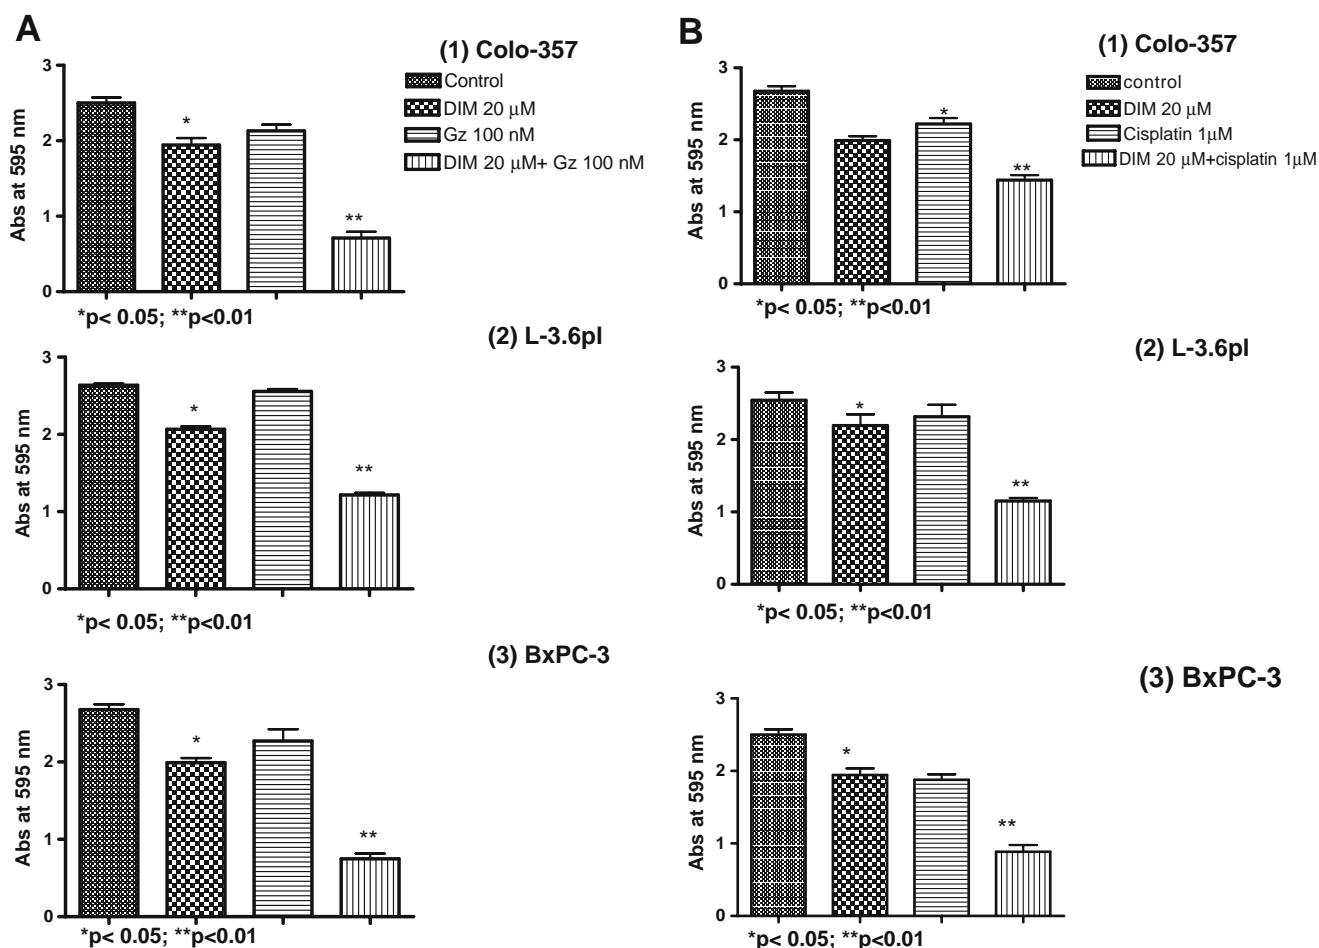 A
(1) Colo-357
Control
DIM 20 μM
Gz 100 nM
DIM 20 μM+ Gz 100 nM
Abs at 595 nm
3
2
1
0
*
**
*p< 0.05; **p<0.01
(2) L-3.6pl
Abs at 595 nm
3
2
1
0
*
**
*p< 0.05; **p<0.01
(3) BxPC-3
Abs at 595 nm
3
2
1
0
*
**
*p< 0.05; **p<0.01
B
(1) Colo-357
control
DIM 20 μM
Cisplatin 1μM
DIM 20 μM+cisplatin 1μM
Abs at 595 nm
3
2
1
0
*
**
*p< 0.05; **p<0.01
(2) L-3.6pl
Abs at 595 nm
3
2
1
0
*
**
*p< 0.05; **p<0.01
(3) BxPC-3
Abs at 595 nm
3
2
1
0
*
**
*p< 0.05; **p<0.01